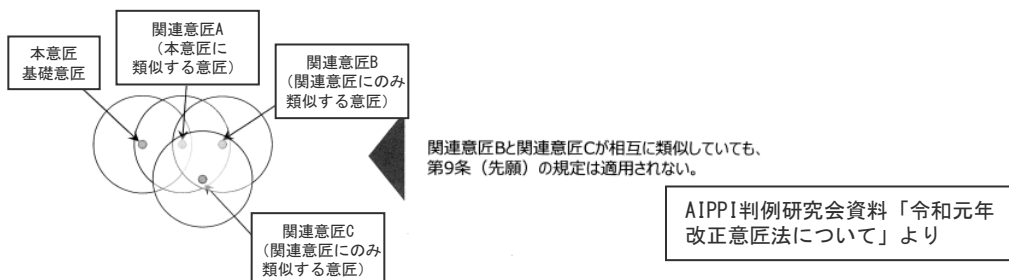 関連意匠A
(本意匠に
類似する意匠)
本意匠
基礎意匠
関連意匠B
(関連意匠にのみ
類似する意匠)
関連意匠Bと関連意匠Cが相互に類似していても、
第9条(先願)の規定は適用されない。
AIPPI判例研究会資料「令和元年
改正意匠法について」より
関連意匠C
(関連意匠にのみ
類似する意匠)